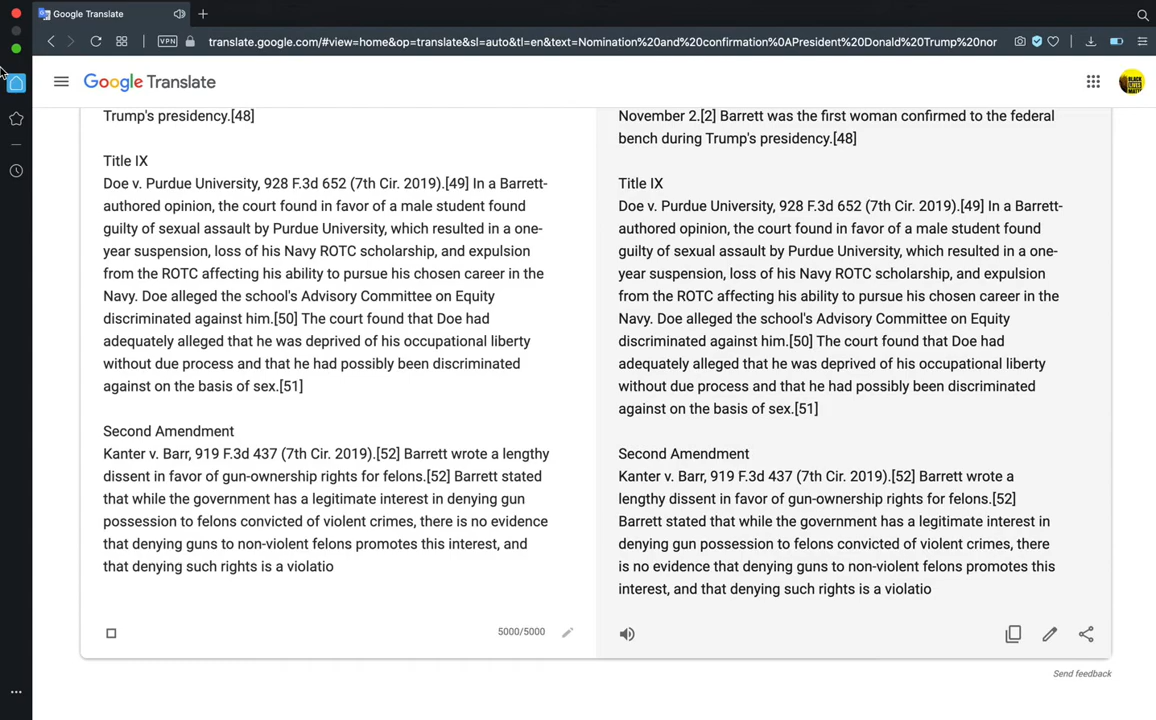 Google Translate
VPN
translate.google.com/#view=home&op=translate&sl=auto&tl=en&text=Nomination%20and%20confirmation%0APresident%20Donald%20Trump%20nor
Google Translate
Trump's presidency.[48]
Title IX
Doe v. Purdue University, 928 F.3d 652 (7th Cir. 2019).[49] In a Barrett-
authored opinion, the court found in favor of a male student found
guilty of sexual assault by Purdue University, which resulted in a one-
year suspension, loss of his Navy ROTC scholarship, and expulsion
from the ROTC affecting his ability to pursue his chosen career in the
Navy. Doe alleged the school's Advisory Committee on Equity
discriminated against him.[50] The court found that Doe had
adequately alleged that he was deprived of his occupational liberty
without due process and that he had possibly been discriminated
against on the basis of sex.[51]
Second Amendment
Kanter v. Barr, 919 F.3d 437 (7th Cir. 2019).[52] Barrett wrote a lengthy
dissent in favor of gun-ownership rights for felons.[52] Barrett stated
that while the government has a legitimate interest in denying gun
possession to felons convicted of violent crimes, there is no evidence
that denying guns to non-violent felons promotes this interest, and
that denying such rights is a violatio
5000/5000
November 2.[2] Barrett was the first woman confirmed to the federal
bench during Trump's presidency.[48]
Title IX
Doe v. Purdue University, 928 F.3d 652 (7th Cir. 2019).[49] In a Barrett-
authored opinion, the court found in favor of a male student found
guilty of sexual assault by Purdue University, which resulted in a one-
year suspension, loss of his Navy ROTC scholarship, and expulsion
from the ROTC affecting his ability to pursue his chosen career in the
Navy. Doe alleged the school's Advisory Committee on Equity
discriminated against him.[50] The court found that Doe had
adequately alleged that he was deprived of his occupational liberty
without due process and that he had possibly been discriminated
against on the basis of sex.[51]
Second Amendment
Kanter v. Barr, 919 F.3d 437 (7th Cir. 2019).[52] Barrett wrote a
lengthy dissent in favor of gun-ownership rights for felons.[52]
Barrett stated that while the government has a legitimate interest in
denying gun possession to felons convicted of violent crimes, there
is no evidence that denying guns to non-violent felons promotes this
interest, and that denying such rights is a violatio
Send feedback